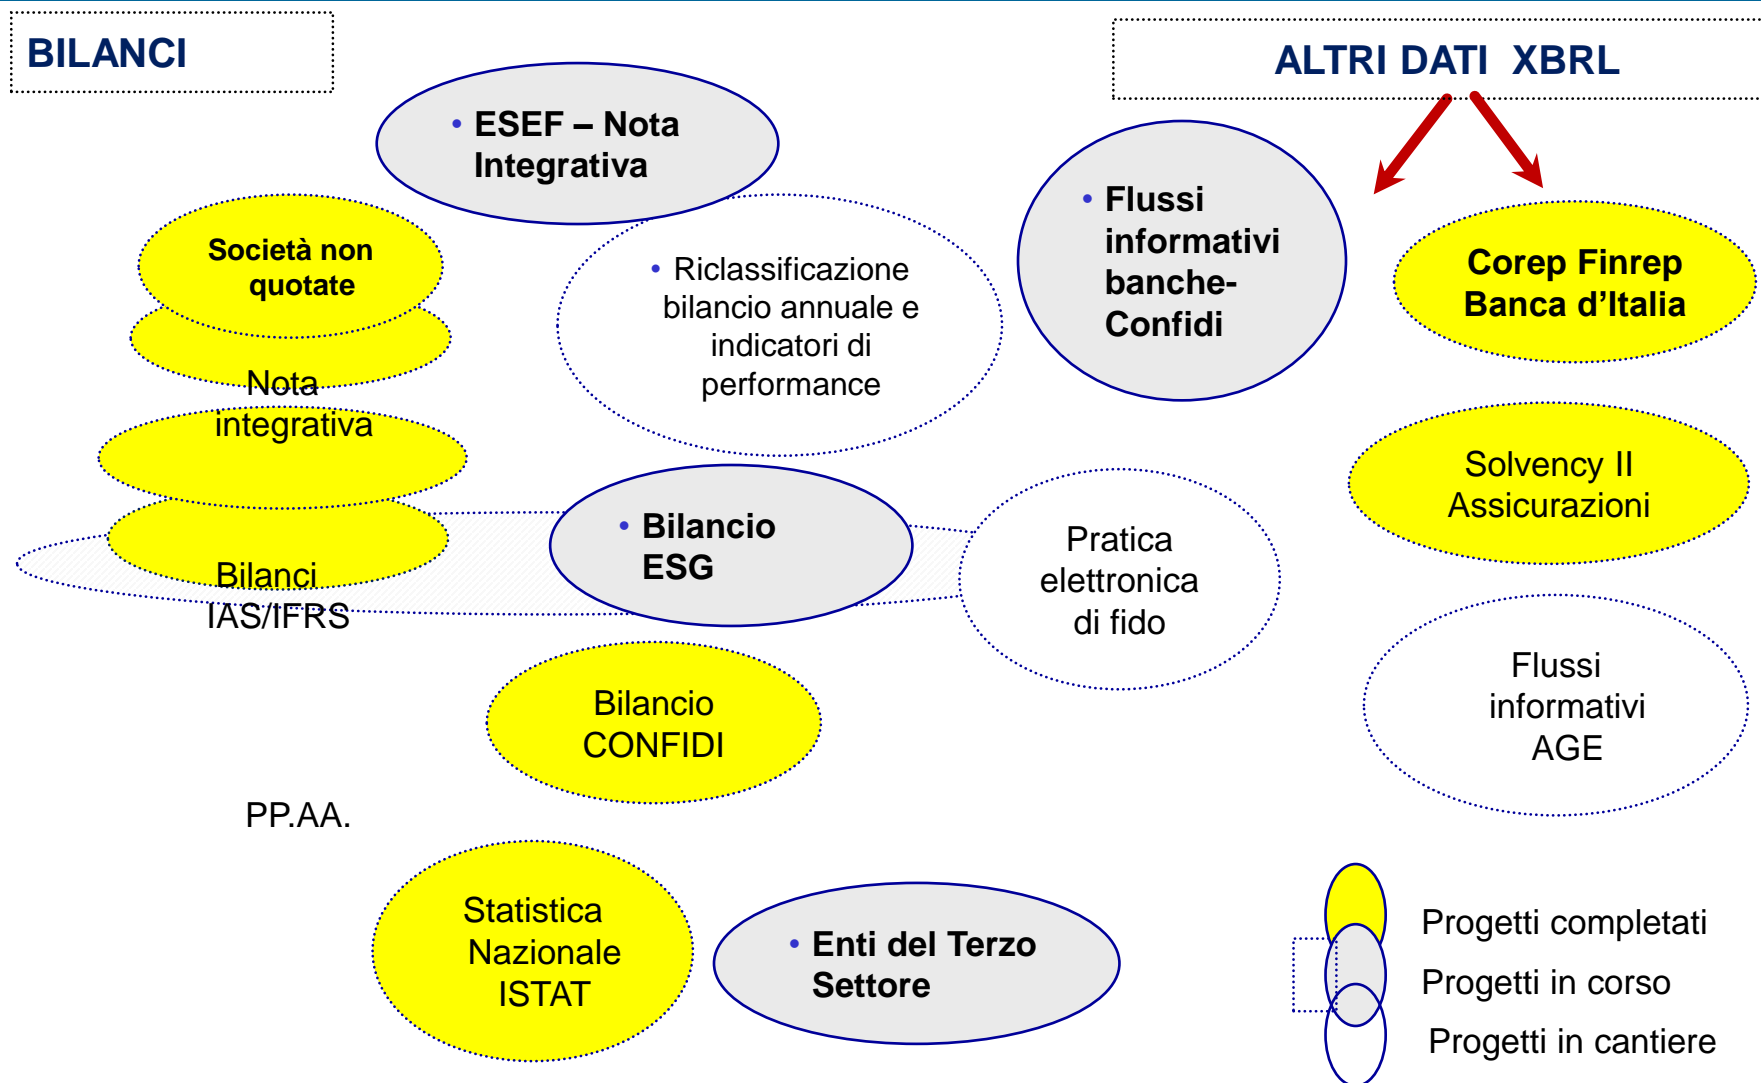 BILANCI
ALTRI DATI XBRL
• ESEF – Nota
Integrativa
Società non
quotate
Nota
integrativa
Bilanci
IAS/IFRS
• Riclassificazione
bilancio annuale e
indicatori di
performance
• Flussi
informativi
banche-
Confidi
Corep Finrep
Banca d’Italia
Solvency II
Assicurazioni
• Bilancio
ESG
Pratica
elettronica
di fido
Flussi
informativi
AGE
Bilancio
CONFIDI
PP.AA.
Statistica
Nazionale
ISTAT
• Enti del Terzo
Settore
Progetti completati
Progetti in corso
Progetti in cantiere